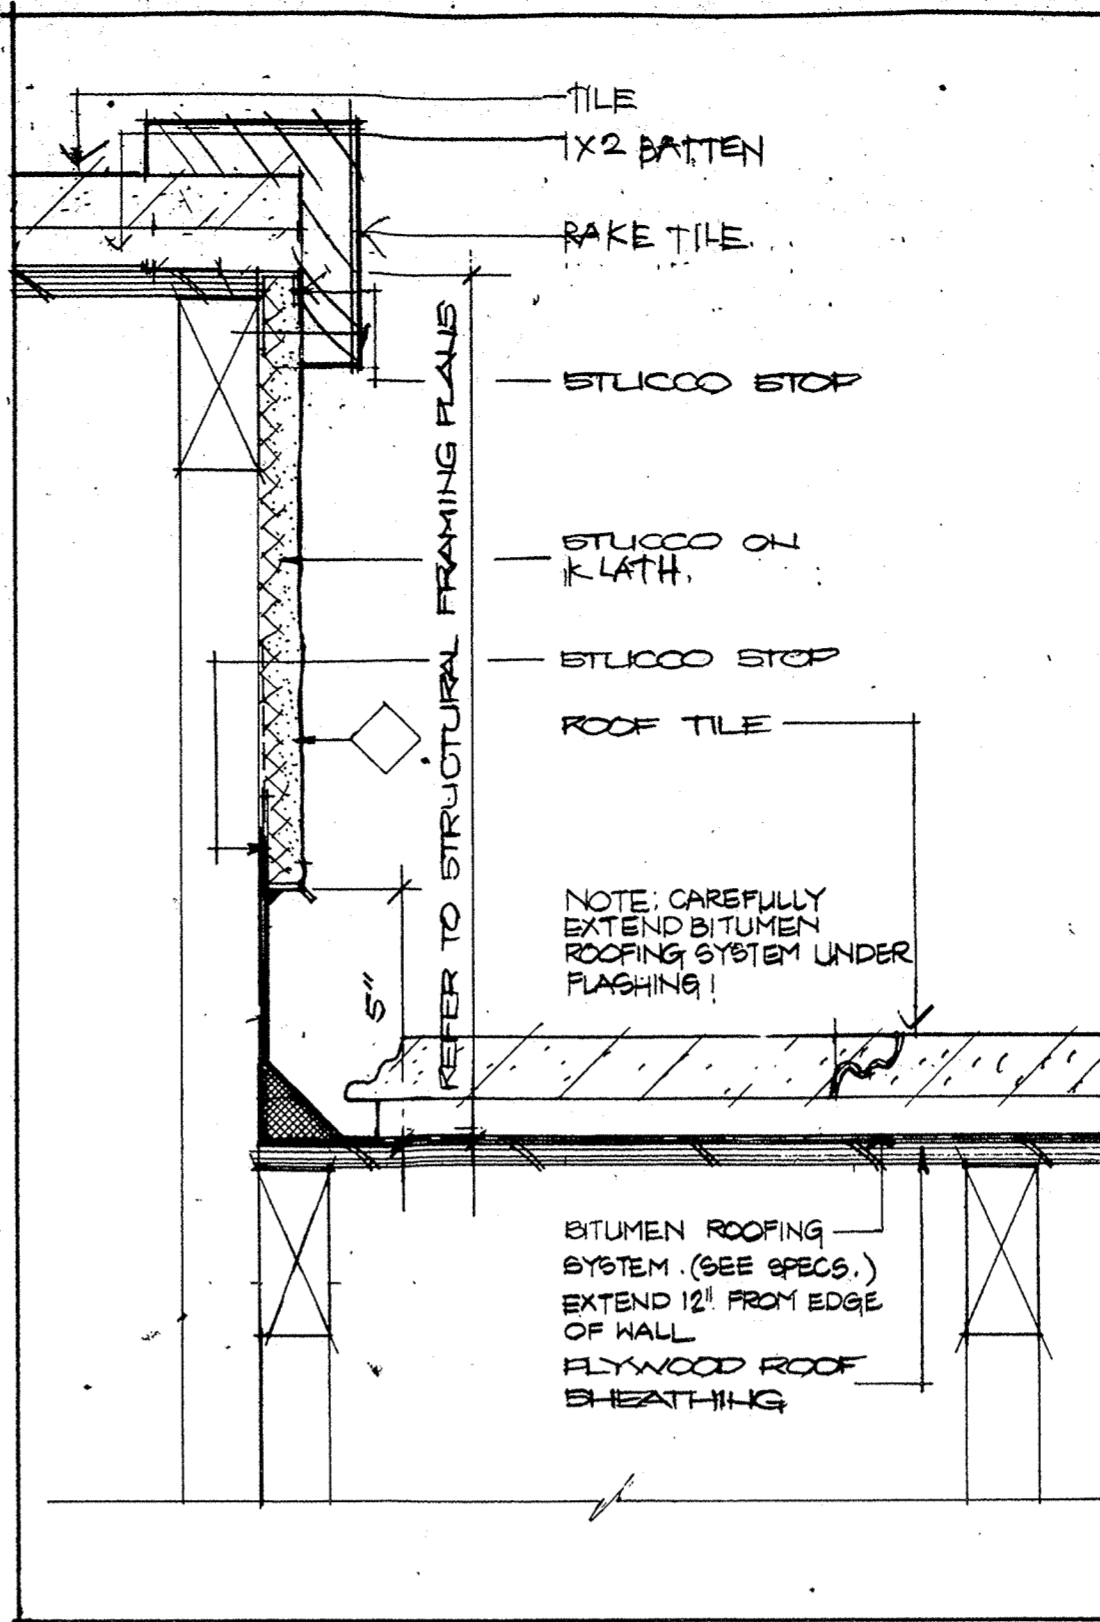 TILE
1X2 BATTEN
RAKE TILE.
STUCCO STOP
STUCCO ON
K LATH.
STUCCO STOP
ROOF TILE
REFER TO STRUCTURAL FRAMING PLANS
NOTE: CAREFULLY
EXTEND BITUMEN
ROOFING SYSTEM UNDER
FLASHING!
5"
BITUMEN ROOFING
SYSTEM. (SEE SPECS.)
EXTEND 12" FROM EDGE
OF WALL
PLYWOOD ROOF
SHEATHING